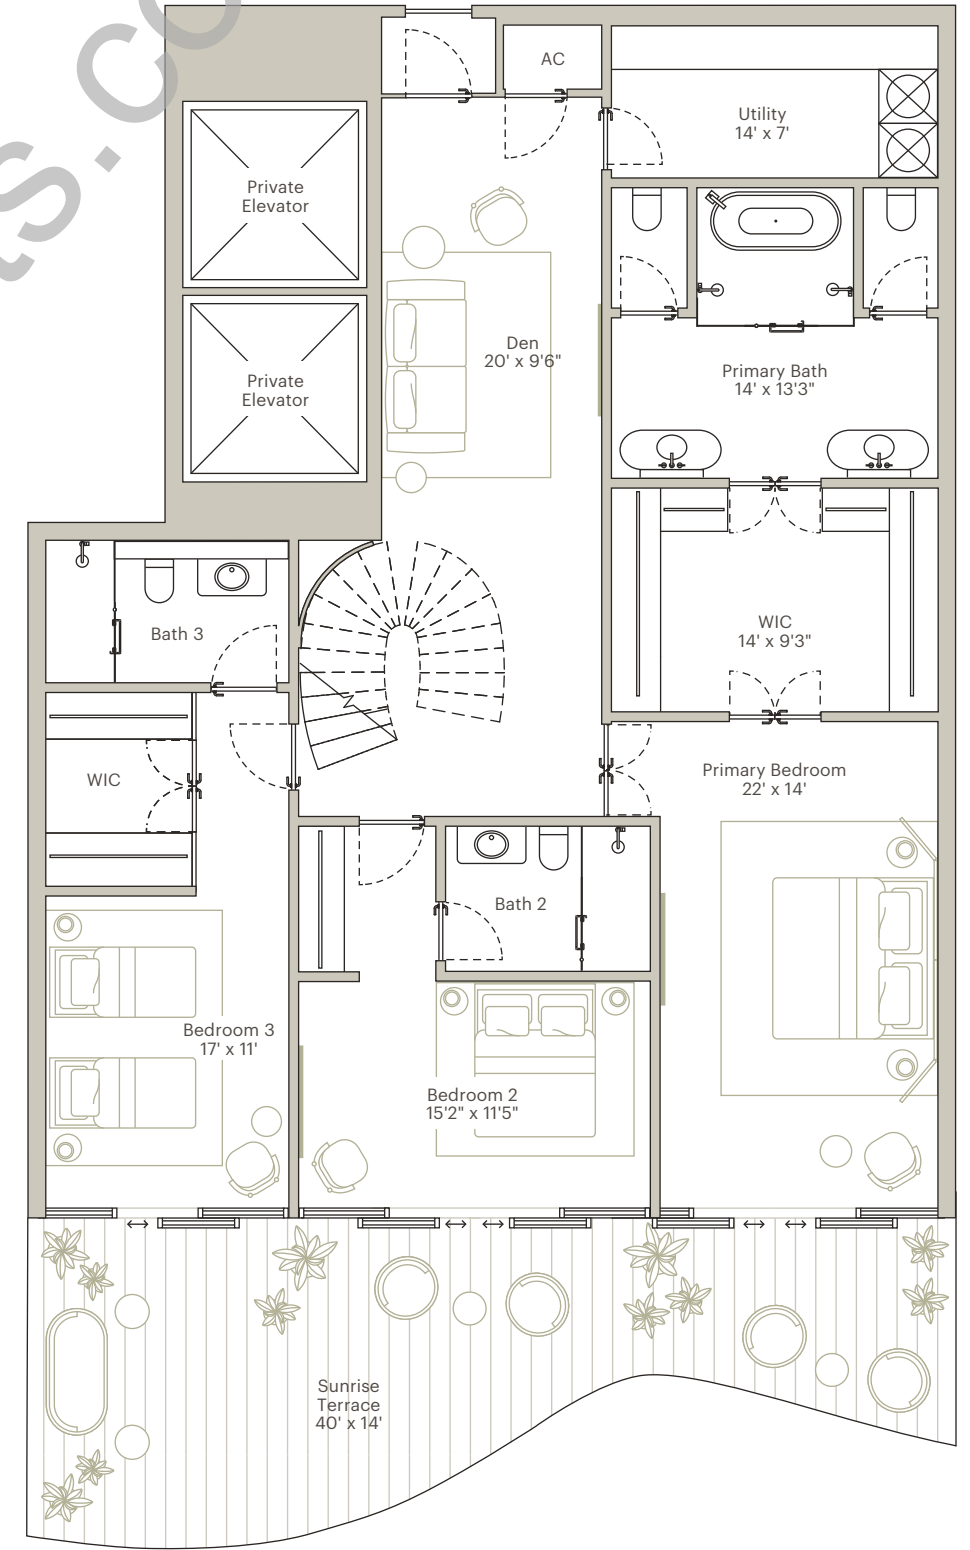 ts.co
AC
Utility
14' x 7'
Private
Elevator
Den
20' x 9'6"
Primary Bath
14' x 13'3"
Private
Elevator
Bath 3
WIC
14' x 9'3"
WIC
Primary Bedroom
22' x 14'
Bath 2
Bedroom 3
17' x 11'
Bedroom 2
15'2" x 11'5"
Sunrise
Terrace
40' x 14'